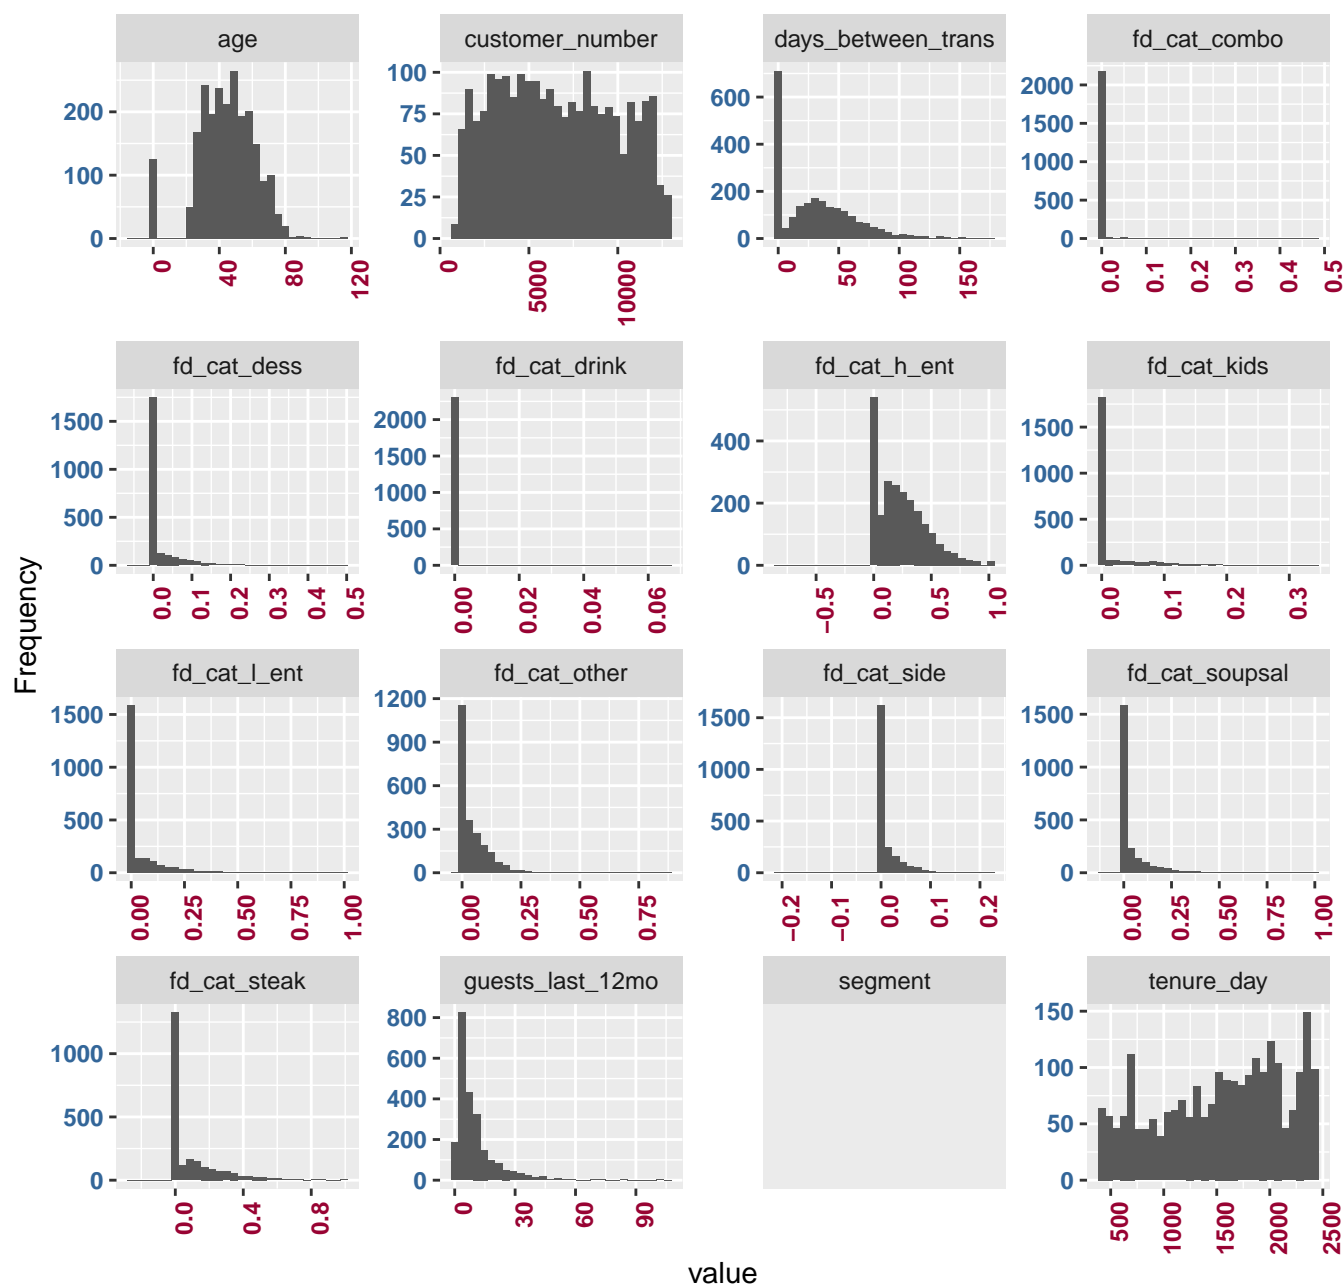 age customer_number days_between_trans fd_cat_combo
200
100
0
0 40 80 120
100
75
50
25
0
0 5000 10000
600
400
200
0
0 50 100 150
2000
1500
1000
500
0
0.0 0.1 0.2 0.3 0.4 0.5
fd_cat_dess fd_cat_drink fd_cat_h_ent fd_cat_kids
1500
1000
500
0
0.0 0.1 0.2 0.3 0.4 0.5
2000
1500
1000
500
0
0.00 0.02 0.04 0.06
400
200
0
−0.5 0.0 0.5 1.0
1500
1000
500
0
0.0 0.1 0.2 0.3
Frequency
fd_cat_l_ent fd_cat_other fd_cat_side fd_cat_soupsal
1500
1000
500
0
0.00 0.25 0.50 0.75 1.00
1200
900
600
300
0
0.00 0.25 0.50 0.75
1500
1000
500
0
−0.2 −0.1 0.0 0.1 0.2
1500
1000
500
0
0.00 0.25 0.50 0.75 1.00
fd_cat_steak guests_last_12mo segment tenure_day
1000
500
0
0.0 0.4 0.8
800
600
400
200
0
0 30 60 90
150
100
50
0
500 1000 1500 2000 2500
value